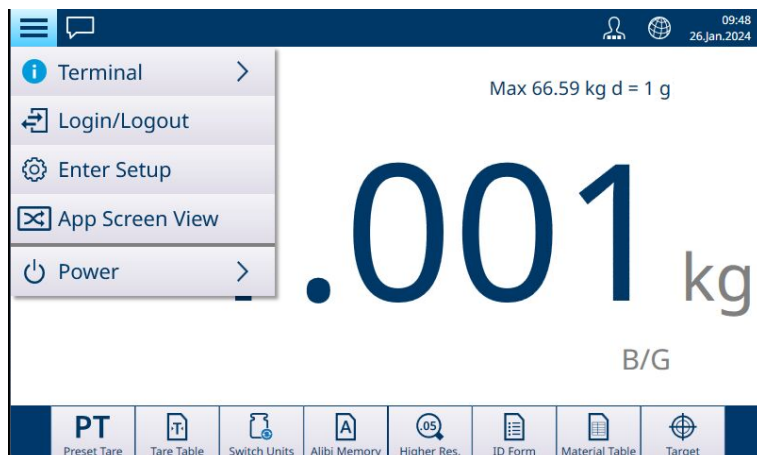 09:48
26.Jan.2024
Terminal
Login/Logout
Enter Setup
App Screen View
Power
Max 66.59 kg d = 1 g
.001 kg
B/G
PT
Preset Tare
T
Tare Table
Switch Units
A
Alibi Memory
.05
Higher Res.
ID Form
Material Table
Target